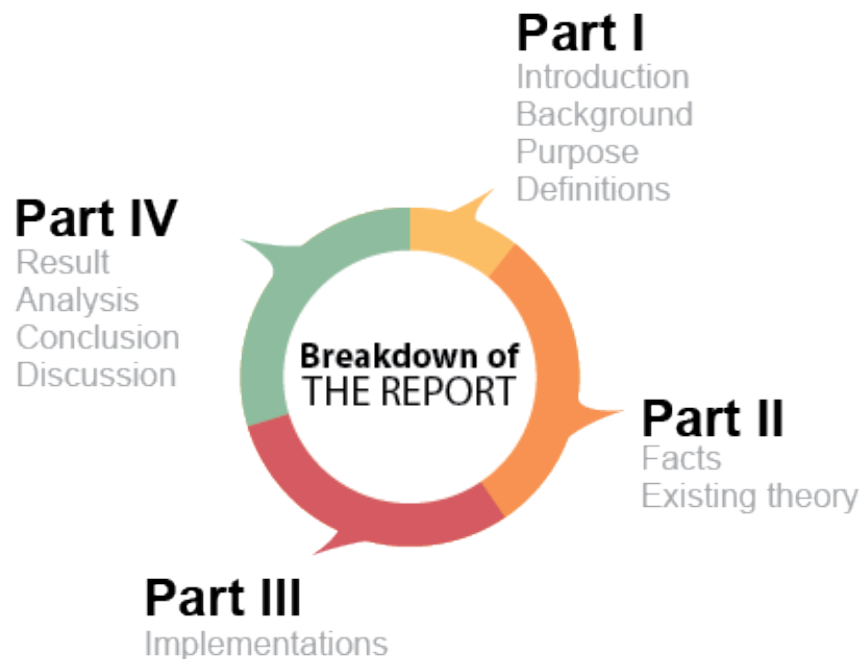 Part I
Introduction
Background
Purpose
Definitions
Part II
Facts
Existing theory
Part III
Implementations
Part IV
Result
Analysis
Conclusion
Discussion
Breakdown of
THE REPORT